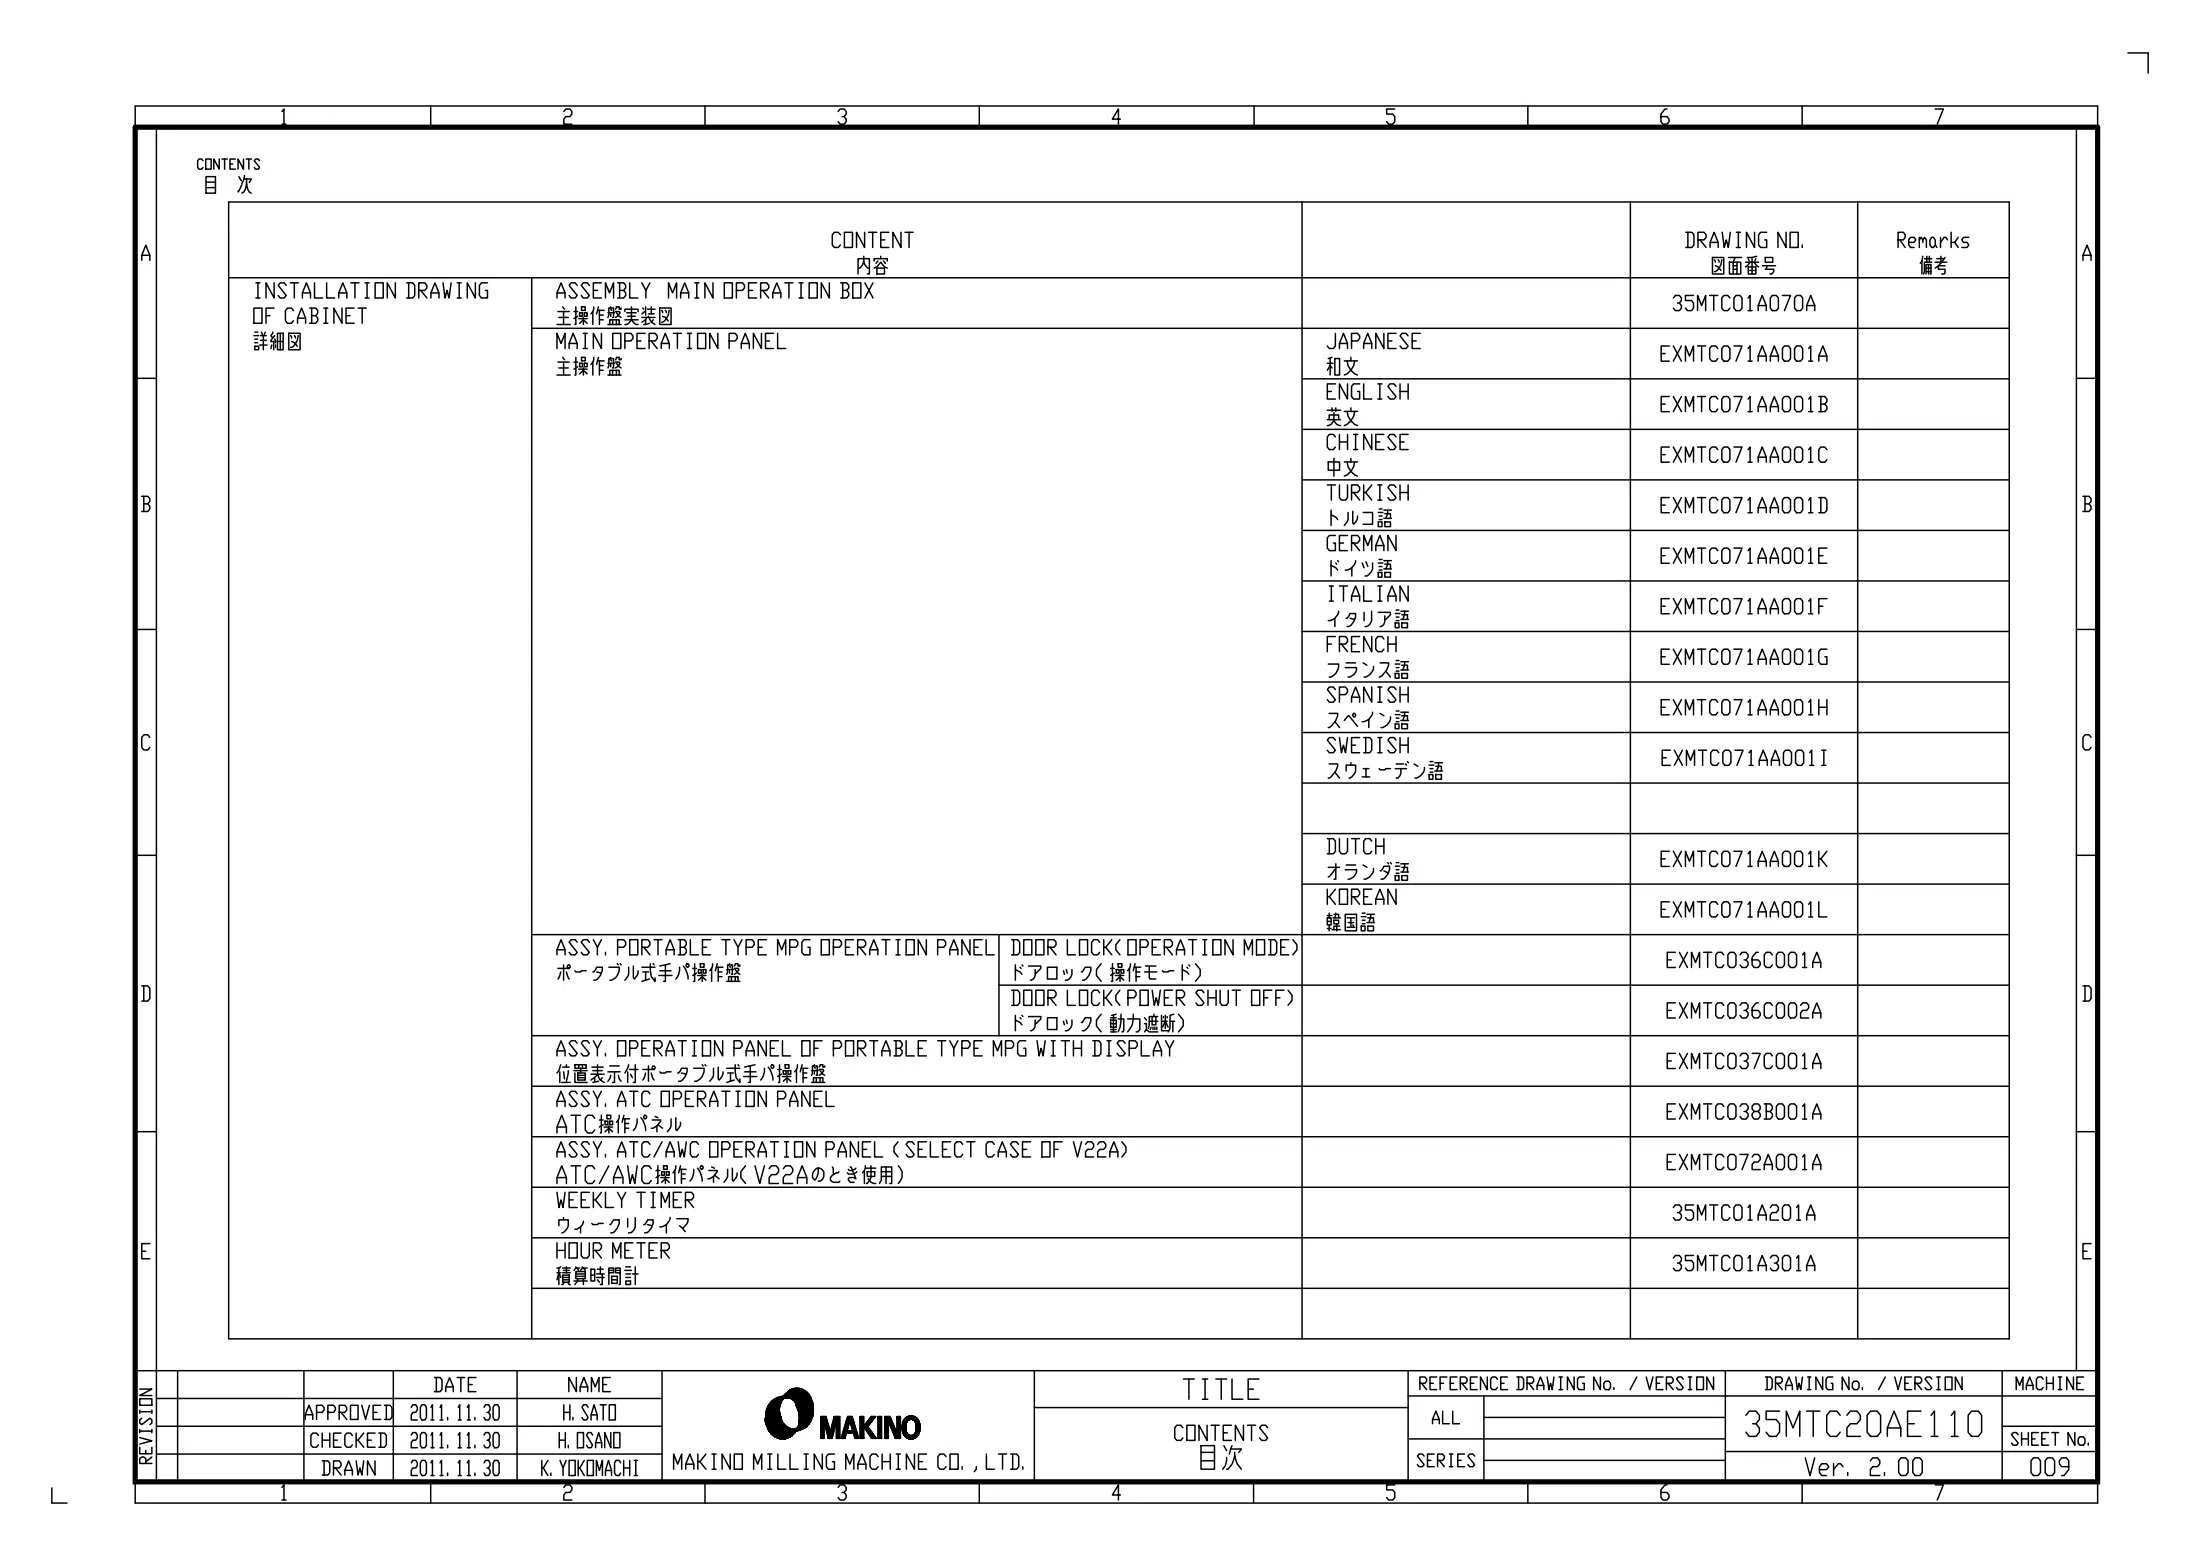 1 2 3 4 5 6 7
CONTENTS
目 次
CONTENT DRAWING NO. Remarks
内容 図面番号 備考
INSTALLATION DRAWING
OF CABINET
詳細図
ASSEMBLY MAIN OPERATION BOX
主操作盤実装図
35MTC01A070A
MAIN OPERATION PANEL
主操作盤
JAPANESE
和文
EXMTC071AA001A
ENGLISH
英文
EXMTC071AA001B
CHINESE
中文
EXMTC071AA001C
TURKISH
トルコ語
EXMTC071AA001D
GERMAN
ドイツ語
EXMTC071AA001E
ITALIAN
イタリア語
EXMTC071AA001F
FRENCH
フランス語
EXMTC071AA001G
SPANISH
スペイン語
EXMTC071AA001H
SWEDISH
スウェーデン語
EXMTC071AA001I
DUTCH
オランダ語
EXMTC071AA001K
KOREAN
韓国語
EXMTC071AA001L
ASSY. PORTABLE TYPE MPG OPERATION PANEL
ポータブル式手パ操作盤
DOOR LOCK(OPERATION MODE)
ドアロック(操作モード)
EXMTC036C001A
DOOR LOCK(POWER SHUT OFF)
ドアロック(動力遮断)
EXMTC036C002A
ASSY. OPERATION PANEL OF PORTABLE TYPE MPG WITH DISPLAY
位置表示付ポータブル式手パ操作盤
EXMTC037C001A
ASSY. ATC OPERATION PANEL
ATC操作パネル
EXMTC038B001A
ASSY. ATC/AWC OPERATION PANEL (SELECT CASE OF V22A)
ATC/AWC操作パネル(V22Aのとき使用)
EXMTC072A001A
WEEKLY TIMER
ウィークリタイマ
35MTC01A201A
HOUR METER
積算時間計
35MTC01A301A
A A
B B
C C
D D
E E
REVISION
DATE NAME
APPROVED 2011.11.30 H. SATO
CHECKED 2011.11.30 H. OSANO
DRAWN 2011.11.30 K. YOKOMACHI
MAKINO
MAKINO MILLING MACHINE CO.,LTD.
TITLE
CONTENTS
目次
REFERENCE DRAWING No. / VERSION
ALL
SERIES
DRAWING No. / VERSION
35MTC20AE110
Ver. 2.00
MACHINE
SHEET No.
009
1 2 3 4 5 6 7